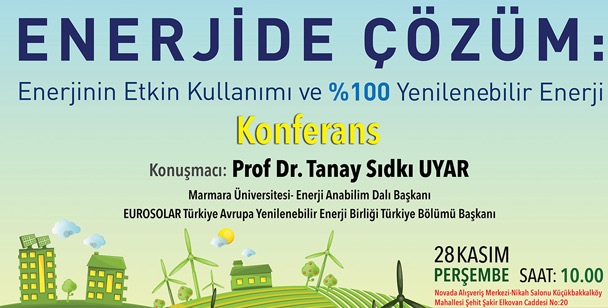 ENERJİDE ÇÖZÜM:
Enerjinin Etkin Kullanımı ve %100 Yenilenebilir Enerji
Konferans
Konuşmacı: Prof Dr. Tanay Sıdkı UYAR
Marmara Üniversitesi- Enerji Anabilim Dalı Başkanı
EUROSOLAR Türkiye Avrupa Yenilenebilir Enerji Birliği Türkiye Bölümü Başkanı
28 KASIM
PERŞEMBE SAAT: 10.00
Novada Alışveriş Merkezi-Nikah Salonu Küçükbakkalköy
Mahallesi Şehit Şakir Elkovan Caddesi No:20